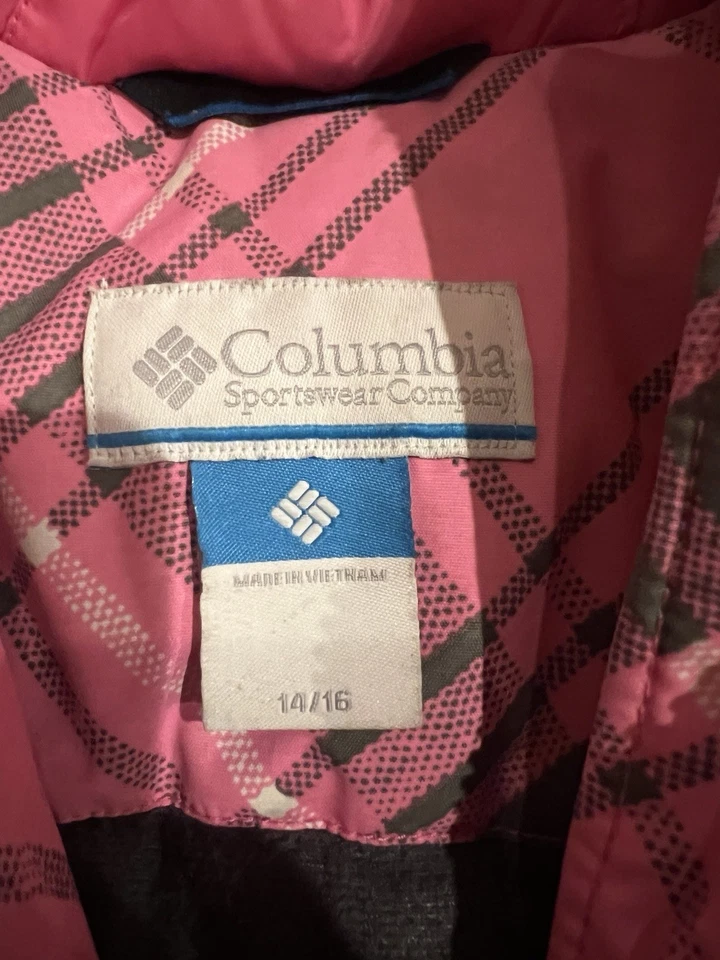 Columbia
Sportswear Company
MADE IN VIETNAM
14/16